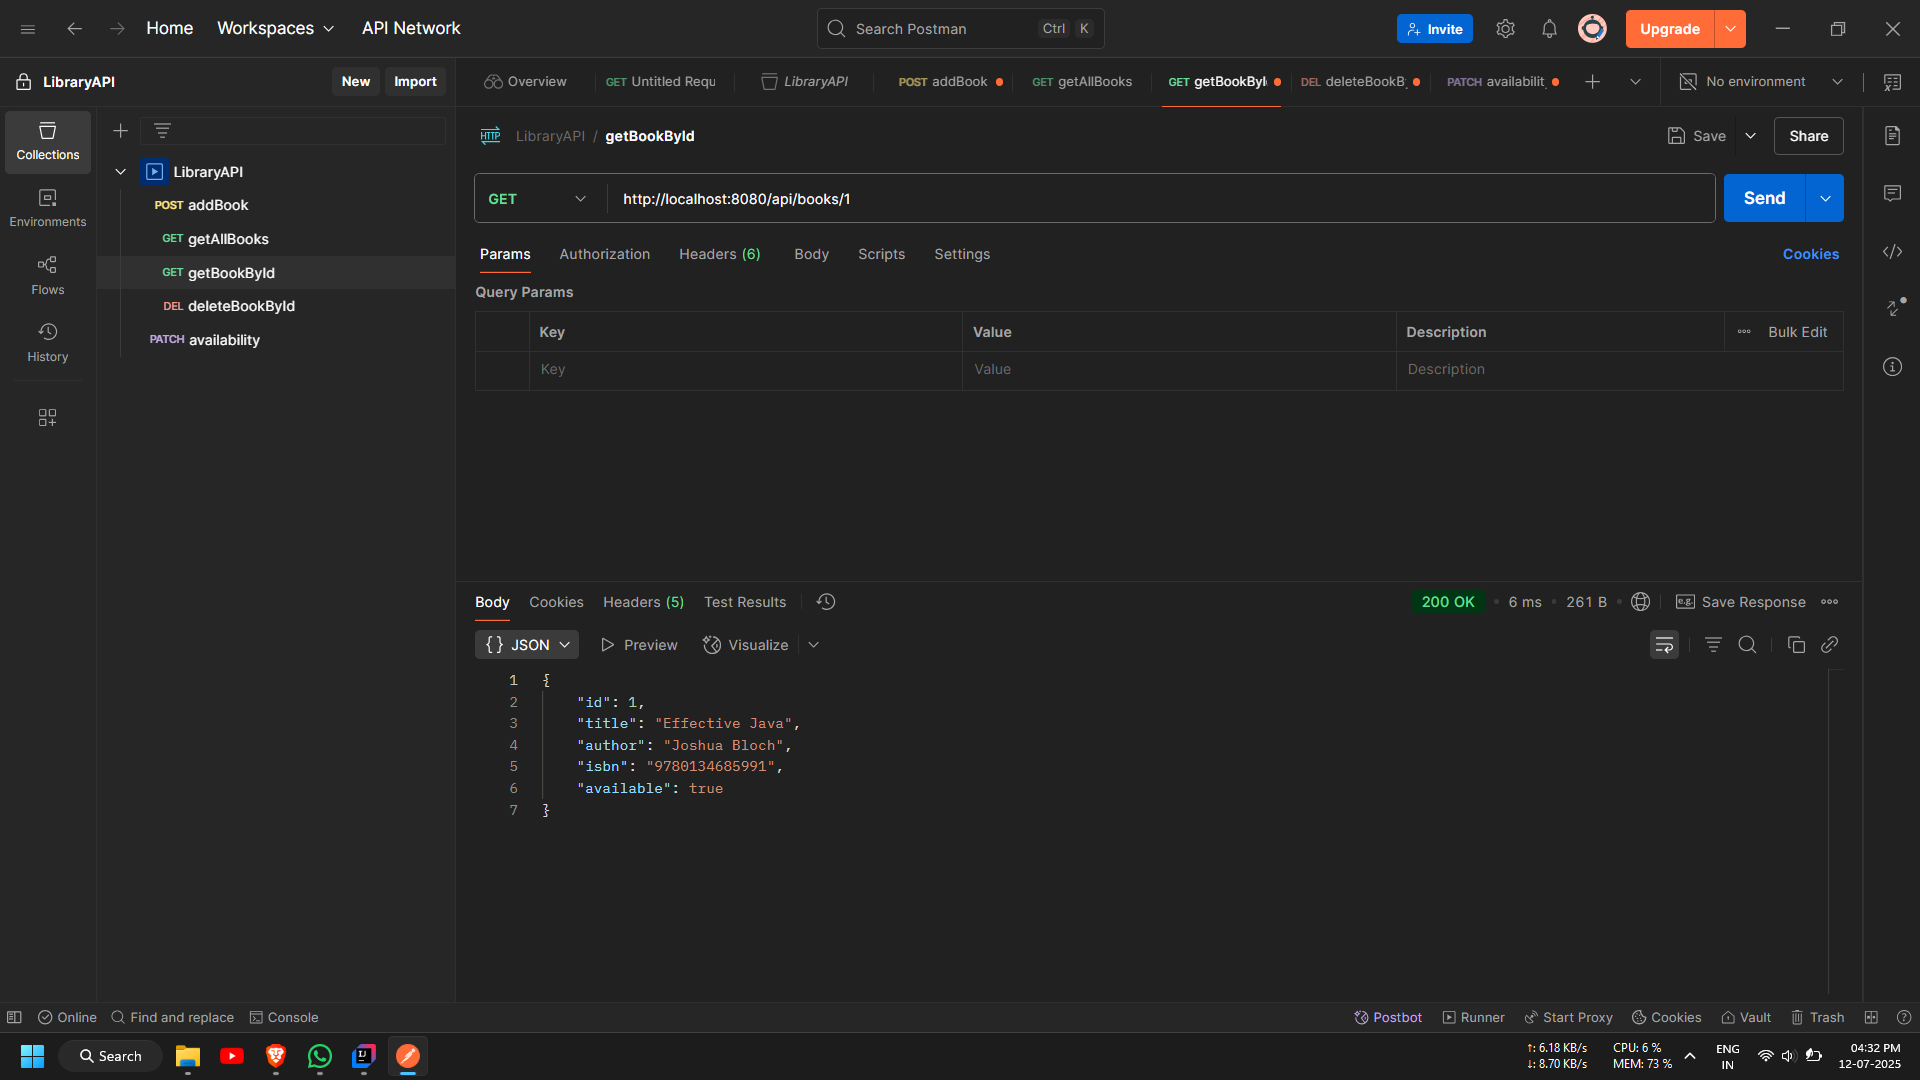 Home Workspaces API Network Search Postman Ctrl K Invite Upgrade
LibraryAPI New Import Overview GET Untitled Requ LibraryAPI POST addBook GET getAllBooks GET getBookByI DEL deleteBookB PATCH availabilit No environment
Collections
Environments
Flows
History
LibraryAPI
POST addBook
GET getAllBooks
GET getBookById
DEL deleteBookById
PATCH availability
HTTP LibraryAPI / getBookById Save Share
GET http://localhost:8080/api/books/1 Send
Params Authorization Headers (6) Body Scripts Settings Cookies
Query Params
Key Value Description Bulk Edit
Key Value Description
Body Cookies Headers (5) Test Results 200 OK 6 ms 261 B e.g. Save Response
{} JSON Preview Visualize
1 {
2 "id": 1,
3 "title": "Effective Java",
4 "author": "Joshua Bloch",
5 "isbn": "9780134685991",
6 "available": true
7 }
Online Find and replace Console Postbot Runner Start Proxy Cookies Vault Trash
Search
↑: 6.18 KB/s
↓: 8.70 KB/s
CPU: 6 %
MEM: 73 %
ENG
IN
04:32 PM
12-07-2025